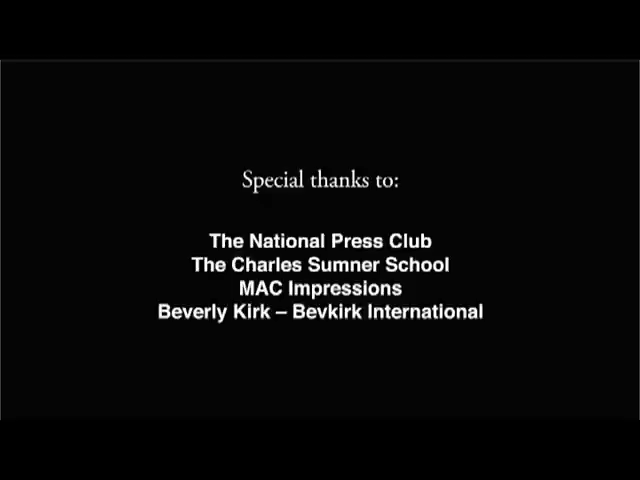 Special thanks to:
The National Press Club
The Charles Sumner School
MAC Impressions
Beverly Kirk – Bevkirk International